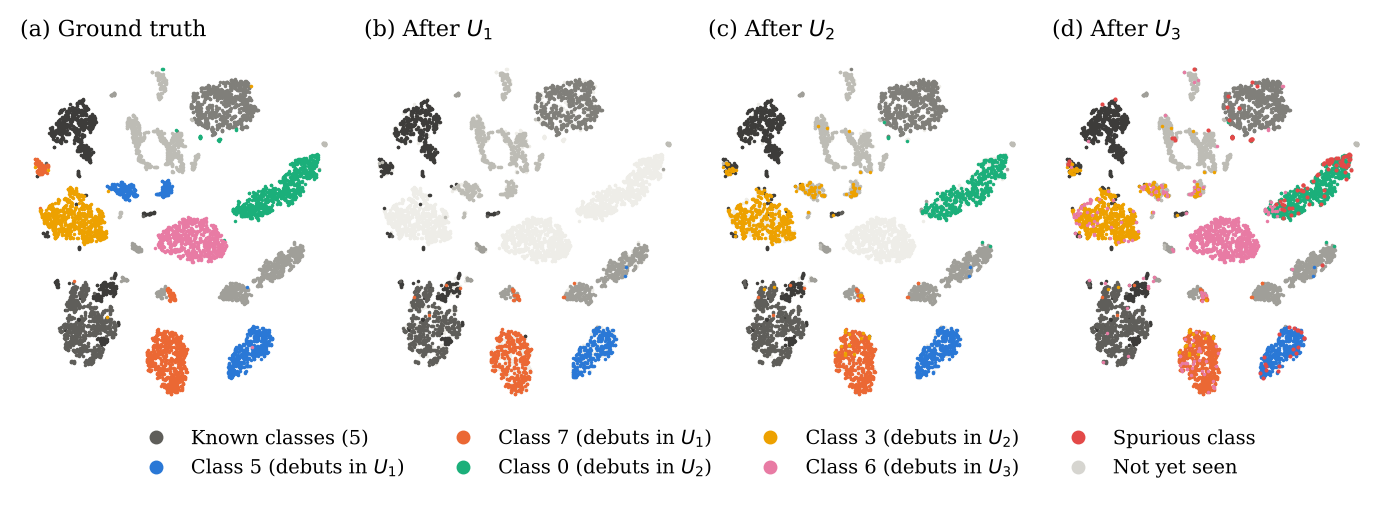 (a) Ground truth
(b) After U₁
(c) After U₂
(d) After U₃
Known classes (5)
Class 7 (debuts in U₁)
Class 3 (debuts in U₂)
Spurious class
Class 5 (debuts in U₁)
Class 0 (debuts in U₂)
Class 6 (debuts in U₃)
Not yet seen